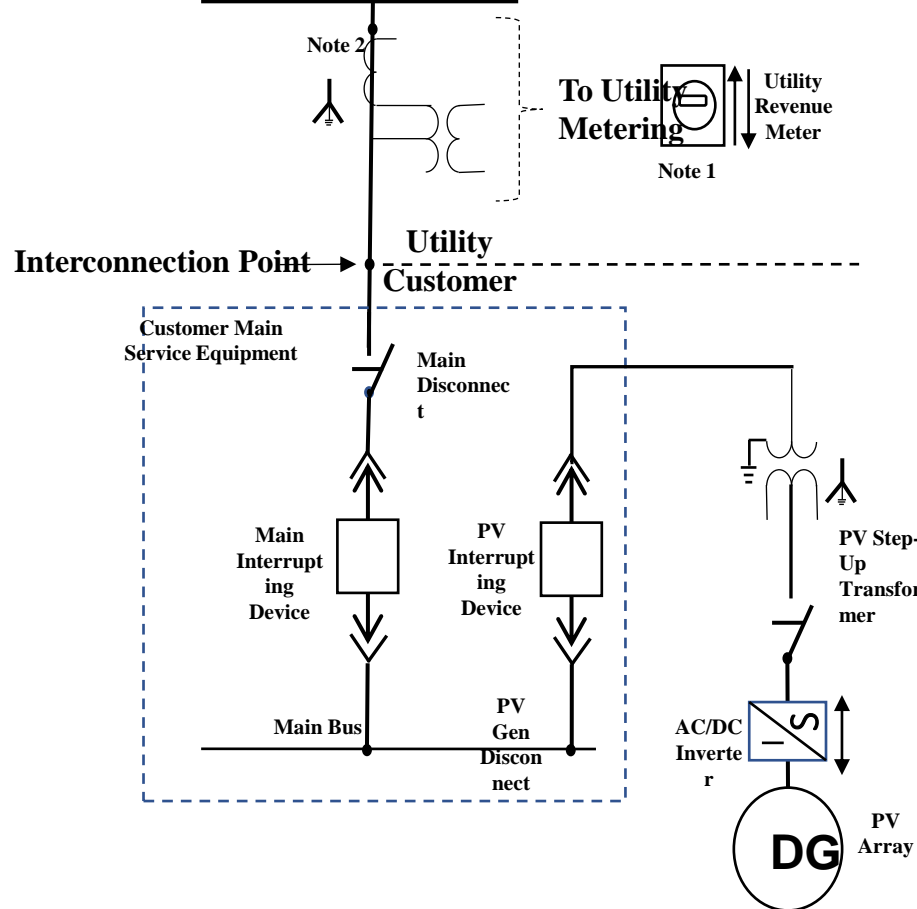 Note 2
To Utility
Metering
Utility
Revenue
Meter
Note 1
Utility
Interconnection Point
Customer
Customer Main
Service Equipment
Main
Disconnec
t
Main
Interrupt
ing
Device
PV
Interrupt
ing
Device
PV Step-
Up
Transfor
mer
Main Bus
PV
Gen
Discon
nect
AC/DC
Inverte
r
S
I
DG
PV
Array